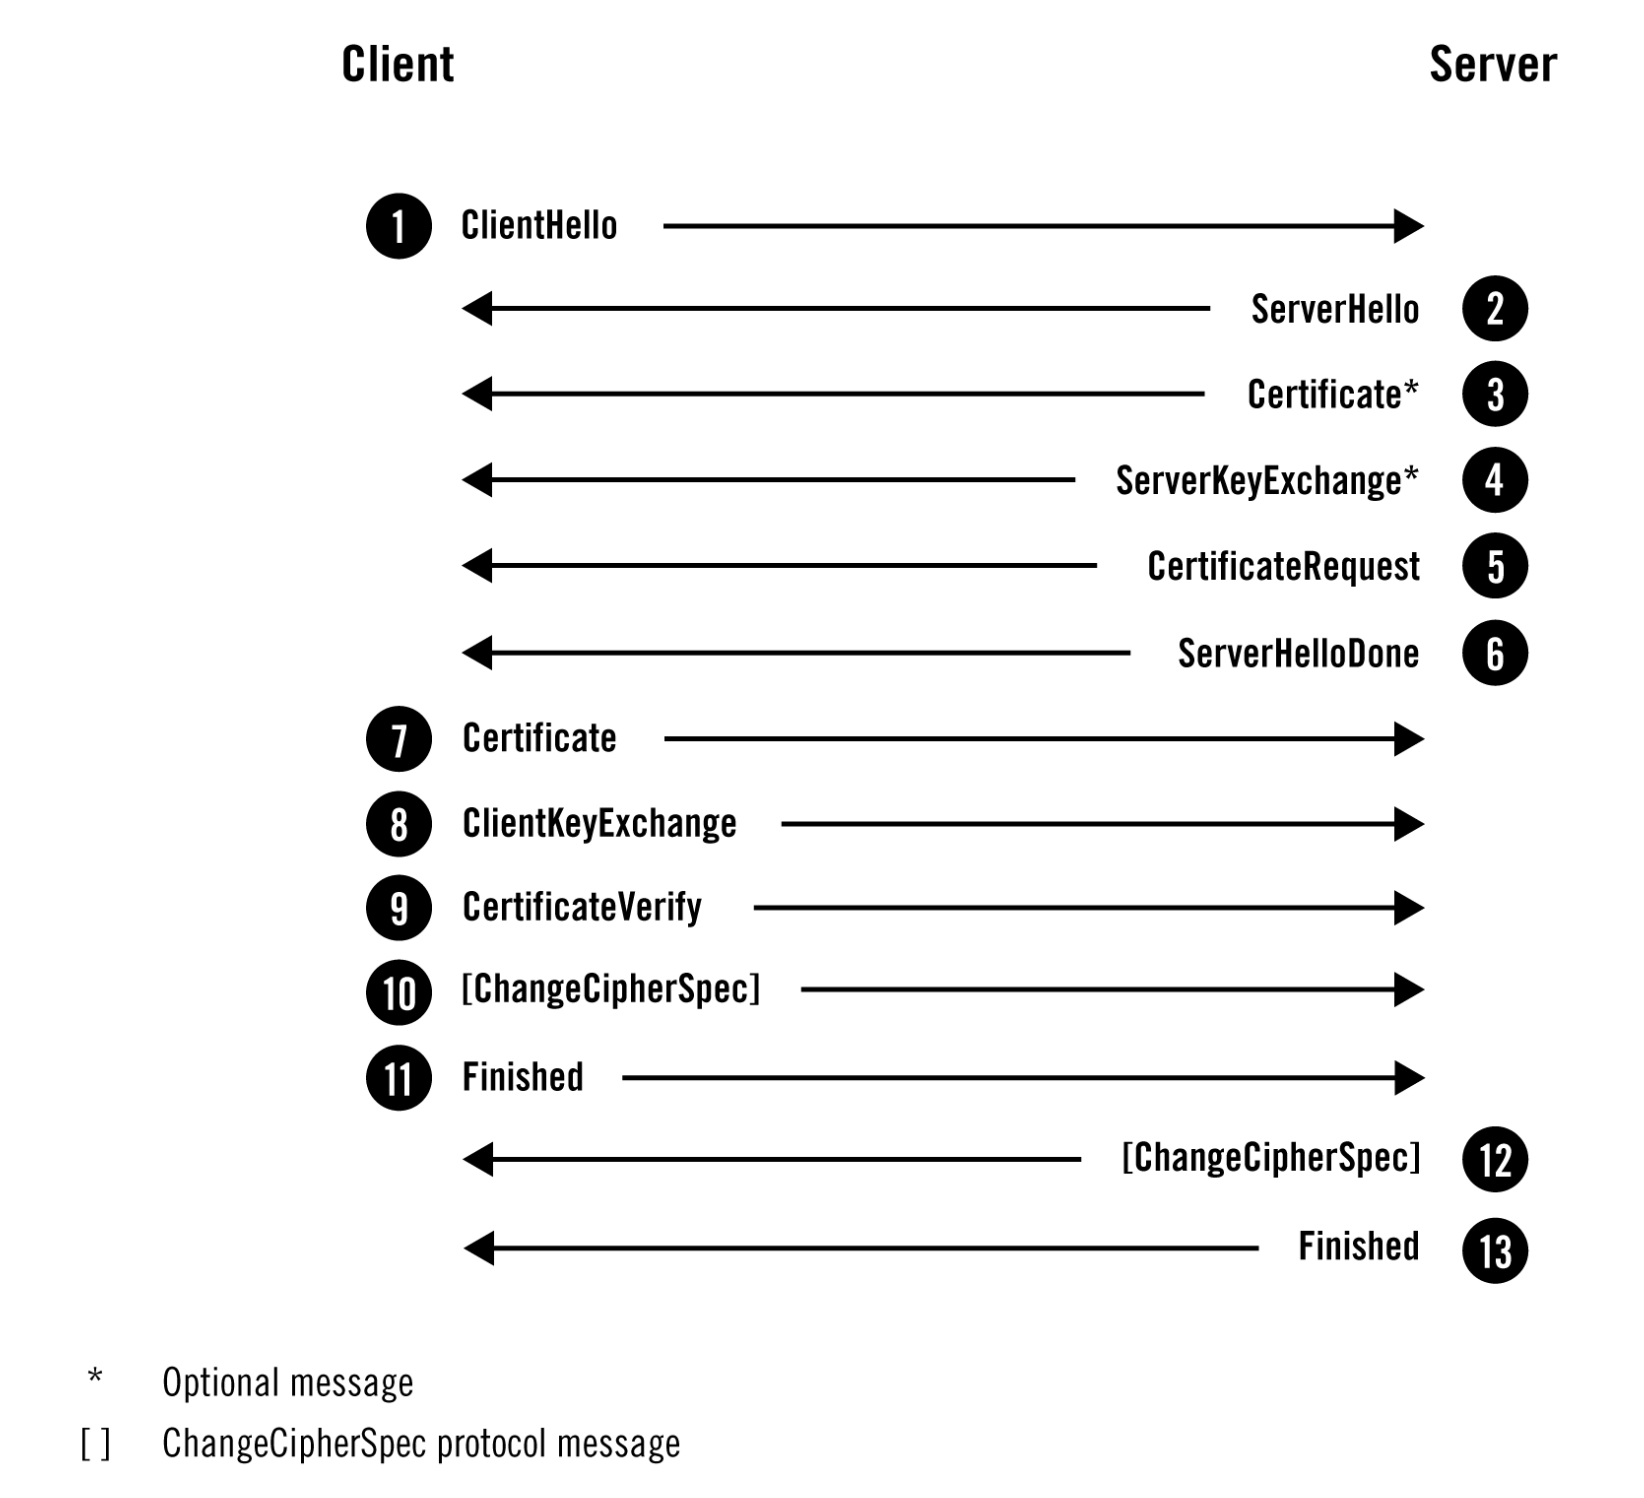 Client Server
1 ClientHello
ServerHello 2
Certificate* 3
ServerKeyExchange* 4
CertificateRequest 5
ServerHelloDone 6
7 Certificate
8 ClientKeyExchange
9 CertificateVerify
10 [ChangeCipherSpec]
11 Finished
[ChangeCipherSpec] 12
Finished 13
* Optional message
[ ] ChangeCipherSpec protocol message